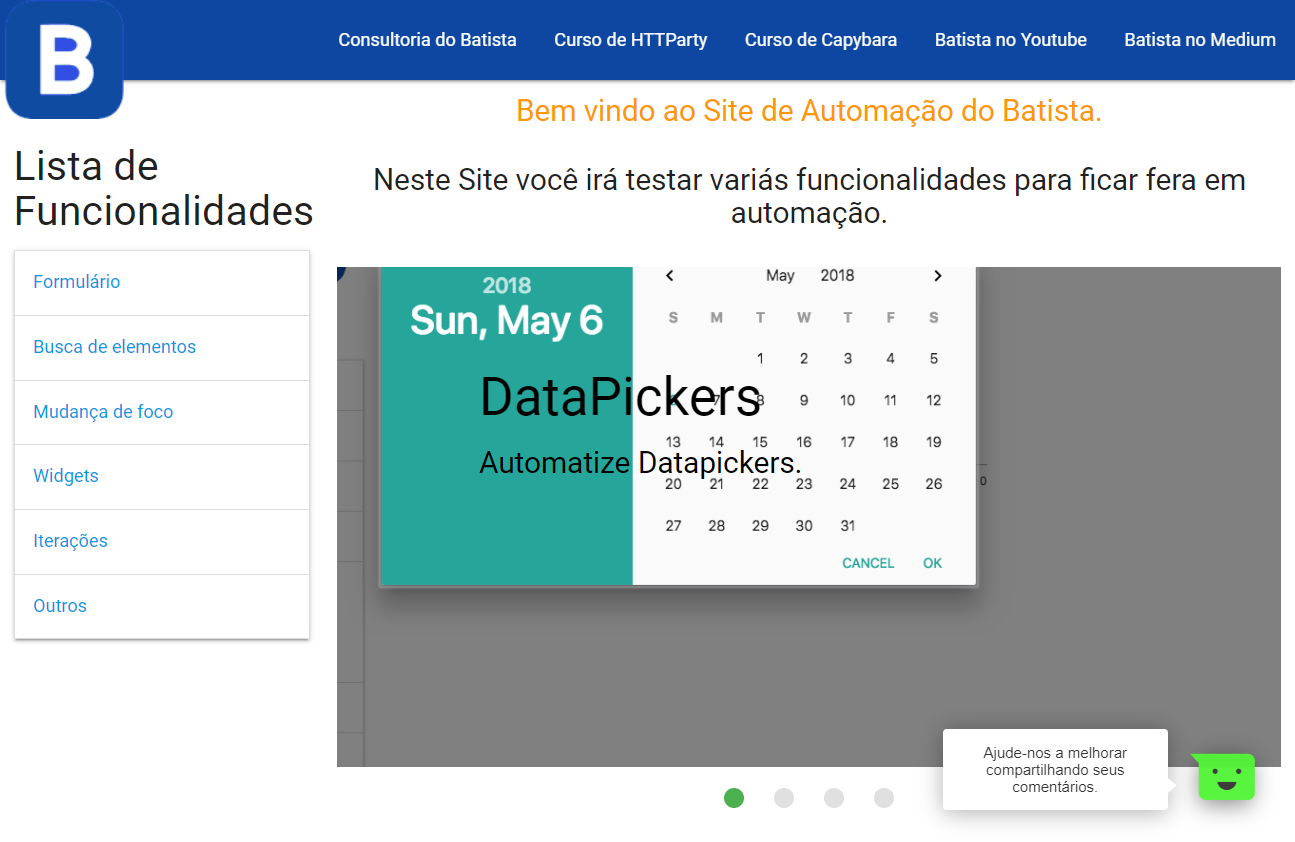 B
Consultoria do Batista Curso de HTTParty Curso de Capybara Batista no Youtube Batista no Medium
Bem vindo ao Site de Automação do Batista.
Neste Site você irá testar variás funcionalidades para ficar fera em
automação.
Lista de
Funcionalidades
Formulário
Busca de elementos
Mudança de foco
Widgets
Iterações
Outros
2018
Sun, May 6
May 2018
S M T W T F S
1 2 3 4 5
DataPickers
6 7 8 9 10 11 12
13 14 15 16 17 18 19
Automatize Datapickers.
20 21 22 23 24 25 26
0
27 28 29 30 31
CANCEL OK
Ajude-nos a melhorar
compartilhando seus
comentários.